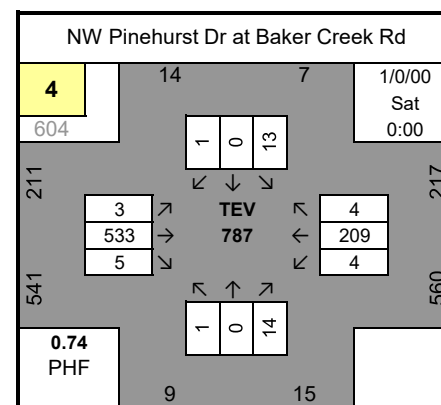 NW Pinehurst Dr at Baker Creek Rd
4
14
7
1/0/00
604
Sat
0:00
1
0
13
211
217
↙ ↓ ↘
3 ↗ TEV ↖ 4
533 → 787 ← 209
5 ↘ ↙ 4
↖ ↑ ↗
541
560
1
0
14
0.74
PHF
9
15